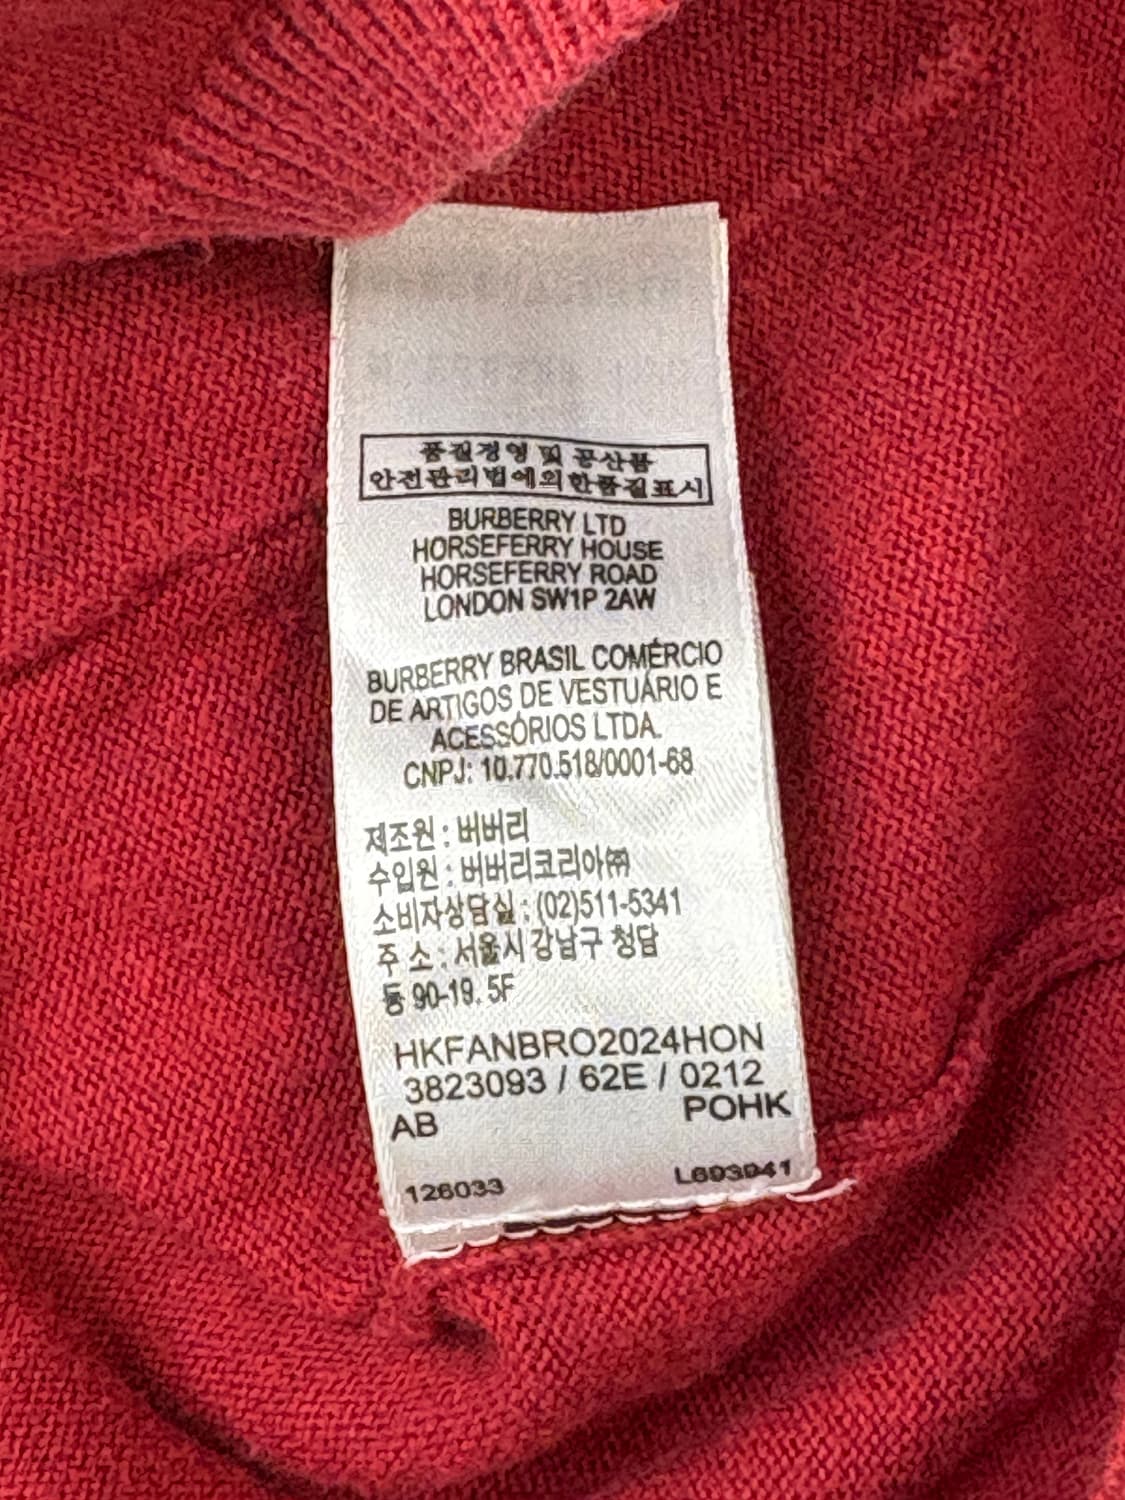 품질경영 및 공산품
안전관리법에의한품질표시
BURBERRY LTD
HORSEFERRY HOUSE
HORSEFERRY ROAD
LONDON SW1P 2AW
BURBERRY BRASIL COMÉRCIO
DE ARTIGOS DE VESTUÁRIO E
ACESSÓRIOS LTDA.
CNPJ: 10.770.518/0001-68
제조원 : 버버리
수입원 : 버버리코리아㈜
소비자상담실 : (02)511-5341
주 소 : 서울시 강남구 청담
동 90-19. 5F
HKFANBRO2024HON
3823093 / 62E / 0212
AB POHK
126033 L693941